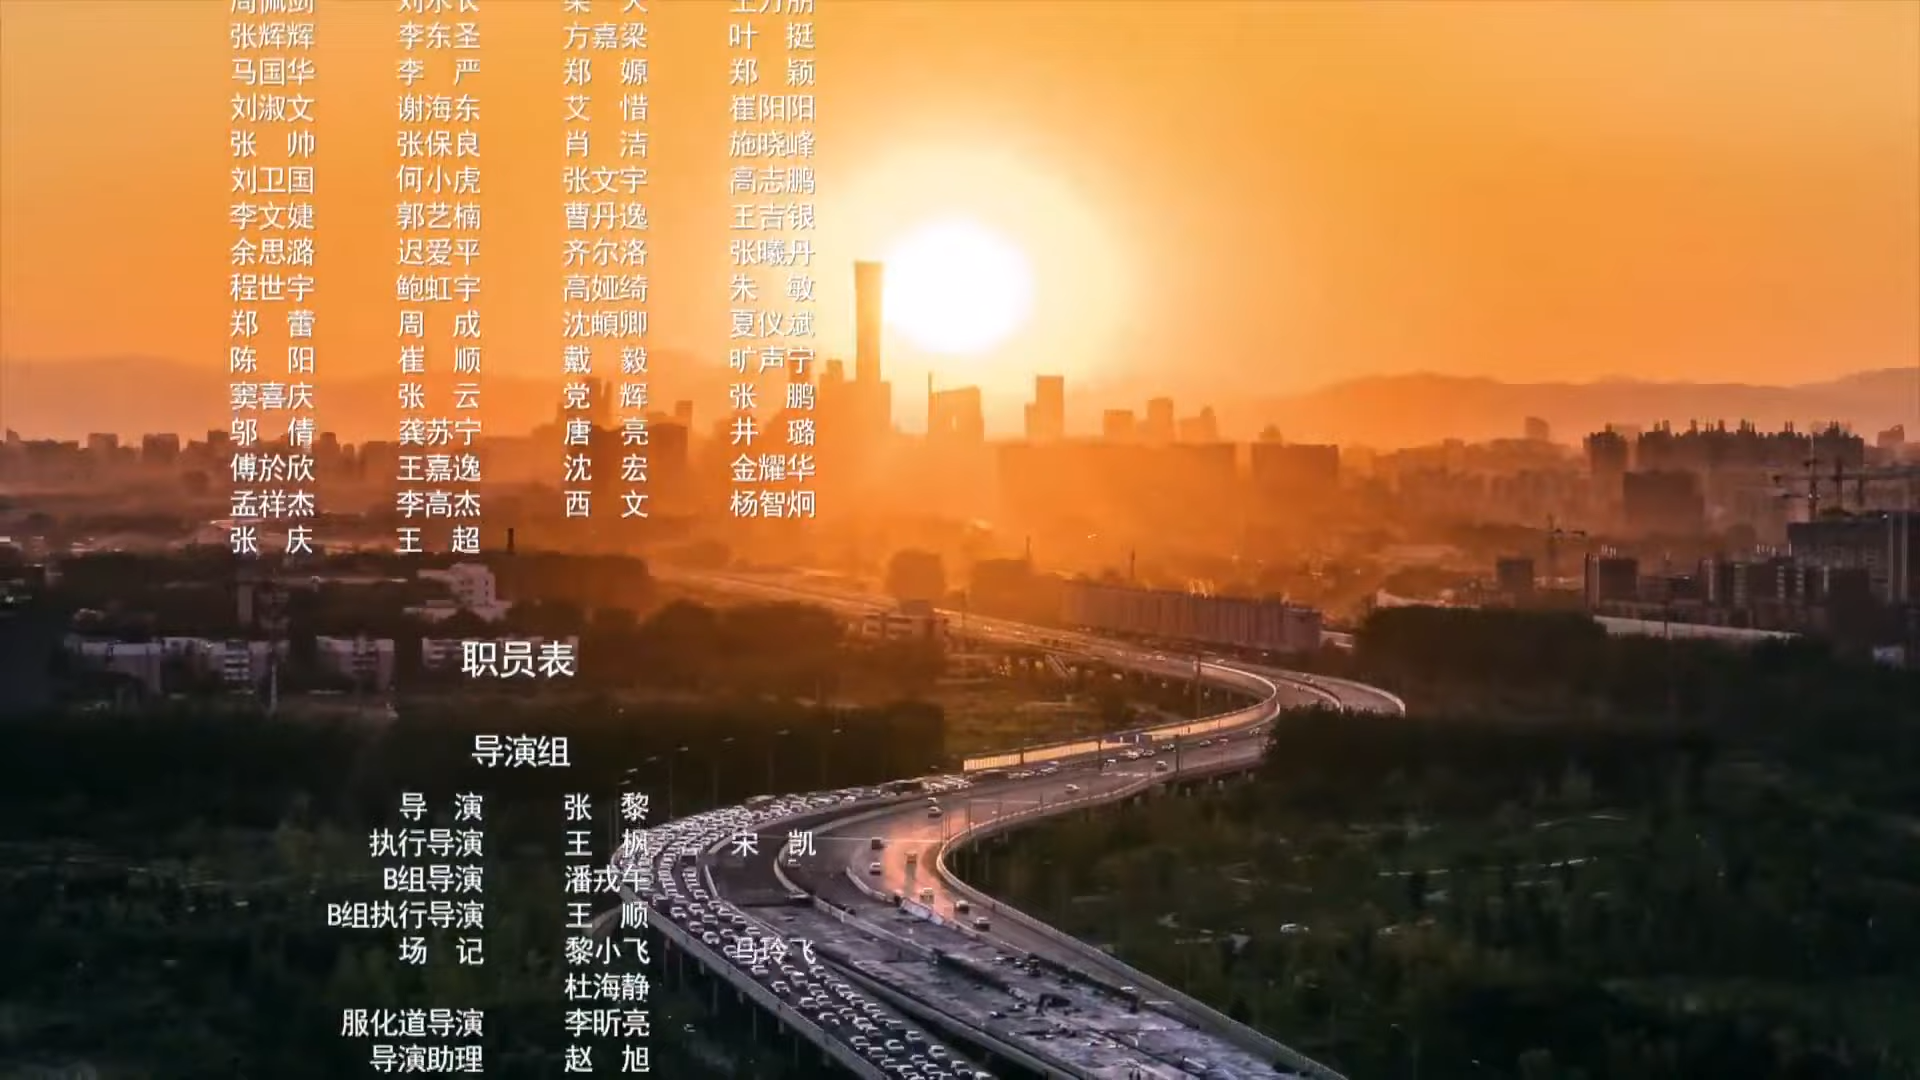 张辉辉 李东圣 方嘉梁 叶 挺
马国华 李 严 郑 嫄 郑 颖
刘淑文 谢海东 艾 惜 崔阳阳
张 帅 张保良 肖 洁 施晓峰
刘卫国 何小虎 张文宇 高志鹏
李文婕 郭艺楠 曹丹逸 王吉银
余思潞 迟爱平 齐尔洛 张曦丹
程世宇 鲍虹宇 高娅绮 朱 敏
郑 蕾 周 成 沈頔卿 夏仪斌
陈 阳 崔 顺 戴 毅 旷声宁
窦喜庆 张 云 党 辉 张 鹏
邬 倩 龚苏宁 唐 亮 井 璐
傅於欣 王嘉逸 沈 宏 金耀华
孟祥杰 李高杰 西 文 杨智炯
张 庆 王 超
职员表
导演组
导 演 张 黎
执行导演 王 枫 宋 凯
B组导演 潘戎午
B组执行导演 王 顺
场 记 黎小飞 马玲飞
杜海静
服化道导演 李昕亮
导演助理 赵 旭